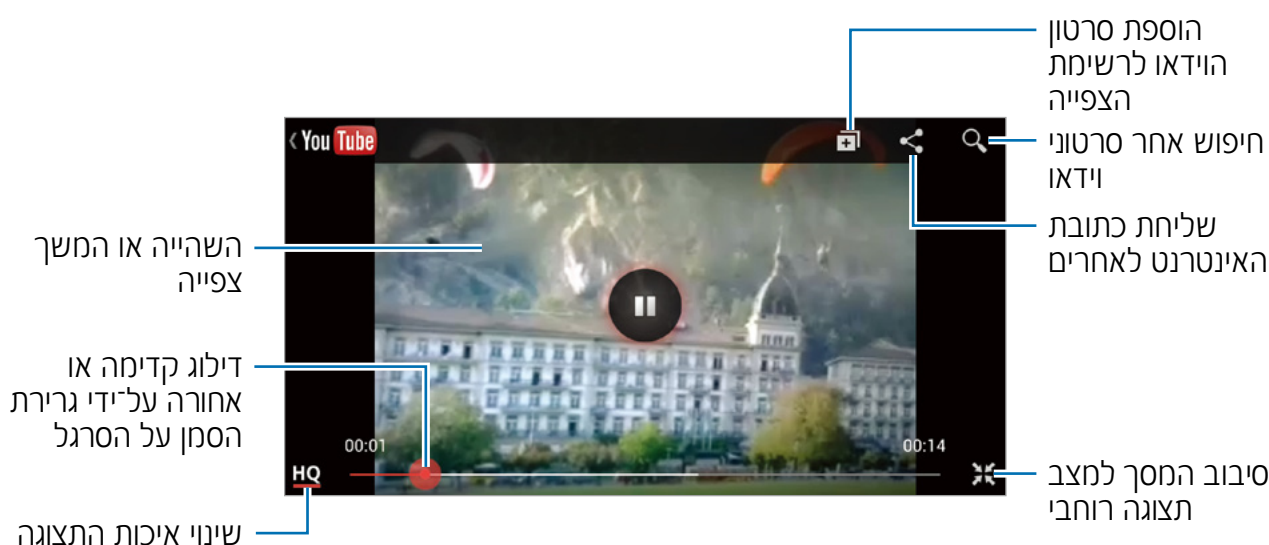 הוספת סרטון
הוידאו לרשימת
הצפייה
You Tube
חיפוש אחר סרטוני
וידאו
שליחת כתובת
האינטרנט לאחרים
השהייה או המשך
צפייה
דילוג קדימה או
אחורה על־ידי גרירת
הסמן על הסרגל
00:01
00:14
HQ
סיבוב המסך למצב
תצוגה רוחבי
שינוי איכות התצוגה